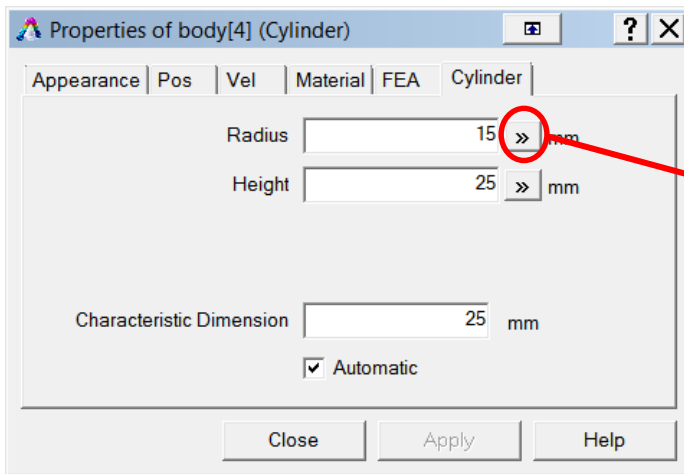 Properties of body[4] (Cylinder) ? X
Appearance Pos Vel Material FEA Cylinder
Radius 15 » mm
Height 25 » mm
Characteristic Dimension 25 mm
Automatic
Close Apply Help